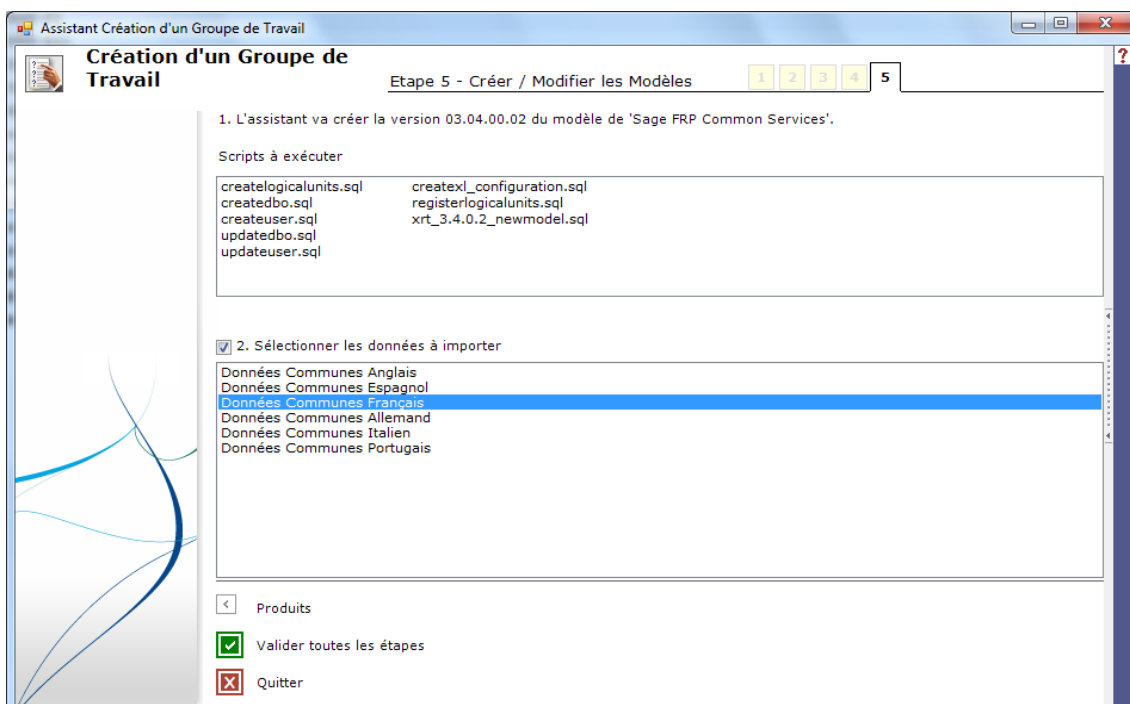 Assistant Création d'un Groupe de Travail
Création d'un Groupe de
Travail
Etape 5 - Créer / Modifier les Modèles
1 2 3 4 5
?
1. L'assistant va créer la version 03.04.00.02 du modèle de 'Sage FRP Common Services'.
Scripts à exécuter
createlogicalunits.sql createxl_configuration.sql
createdbo.sql registerlogicalunits.sql
createuser.sql xrt_3.4.0.2_newmodel.sql
updatedbo.sql
updateuser.sql
2. Sélectionner les données à importer
Données Communes Anglais
Données Communes Espagnol
Données Communes Français
Données Communes Allemand
Données Communes Italien
Données Communes Portugais
< Produits
Valider toutes les étapes
Quitter